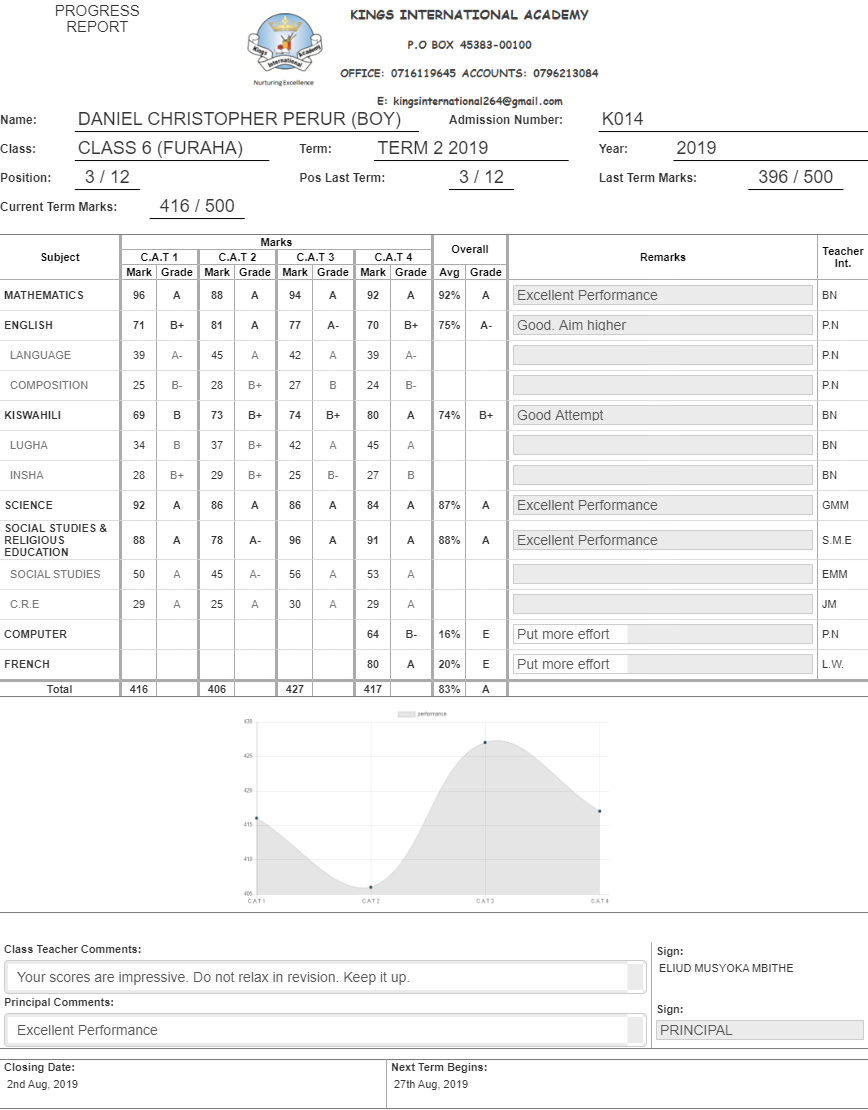 PROGRESS
REPORT
Kings International Academy
Nurturing Excellence
KINGS INTERNATIONAL ACADEMY
P.O BOX 45383-00100
OFFICE: 0716119645 ACCOUNTS: 0796213084
E: kingsinternational264@gmail.com
Name: DANIEL CHRISTOPHER PERUR (BOY) Admission Number: K014
Class: CLASS 6 (FURAHA) Term: TERM 2 2019 Year: 2019
Position: 3 / 12 Pos Last Term: 3 / 12 Last Term Marks: 396 / 500
Current Term Marks: 416 / 500
Subject Marks Overall Remarks Teacher Int.
C.A.T 1 C.A.T 2 C.A.T 3 C.A.T 4
Mark Grade Mark Grade Mark Grade Mark Grade Avg Grade
MATHEMATICS 96 A 88 A 94 A 92 A 92% A Excellent Performance BN
ENGLISH 71 B+ 81 A 77 A- 70 B+ 75% A- Good. Aim higher P.N
LANGUAGE 39 A- 45 A 42 A 39 A- P.N
COMPOSITION 25 B- 28 B+ 27 B 24 B- P.N
KISWAHILI 69 B 73 B+ 74 B+ 80 A 74% B+ Good Attempt BN
LUGHA 34 B 37 B+ 42 A 45 A BN
INSHA 28 B+ 29 B+ 25 B- 27 B BN
SCIENCE 92 A 86 A 86 A 84 A 87% A Excellent Performance GMM
SOCIAL STUDIES &
RELIGIOUS
EDUCATION 88 A 78 A- 96 A 91 A 88% A Excellent Performance S.M.E
SOCIAL STUDIES 50 A 45 A- 56 A 53 A EMM
C.R.E 29 A 25 A 30 A 29 A JM
COMPUTER 64 B- 16% E Put more effort P.N
FRENCH 80 A 20% E Put more effort L.W.
Total 416 406 427 417 83% A
performance
430
425
420
415
410
405
CAT1 CAT2 CAT3 CAT4
Class Teacher Comments:
Your scores are impressive. Do not relax in revision. Keep it up.
Sign:
ELIUD MUSYOKA MBITHE
Principal Comments:
Excellent Performance
Sign:
PRINCIPAL
Closing Date:
2nd Aug, 2019
Next Term Begins:
27th Aug, 2019